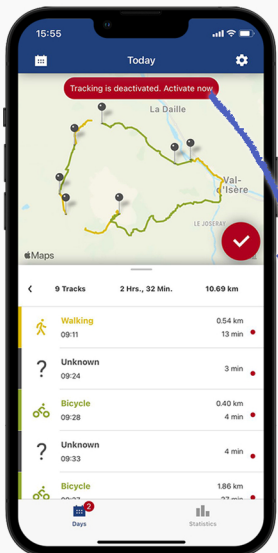 15:55
Today
Tracking is deactivated. Activate now
La Daille
Val-
d'Isère
LE JOSERAY
Maps
9 Tracks 2 Hrs., 32 Min. 10.69 km
Walking 0.54 km
09:11 13 min
Unknown
09:24 3 min
Bicycle 0.40 km
09:28 4 min
Unknown
09:33 4 min
Bicycle 1.86 km
2
Days Statistics